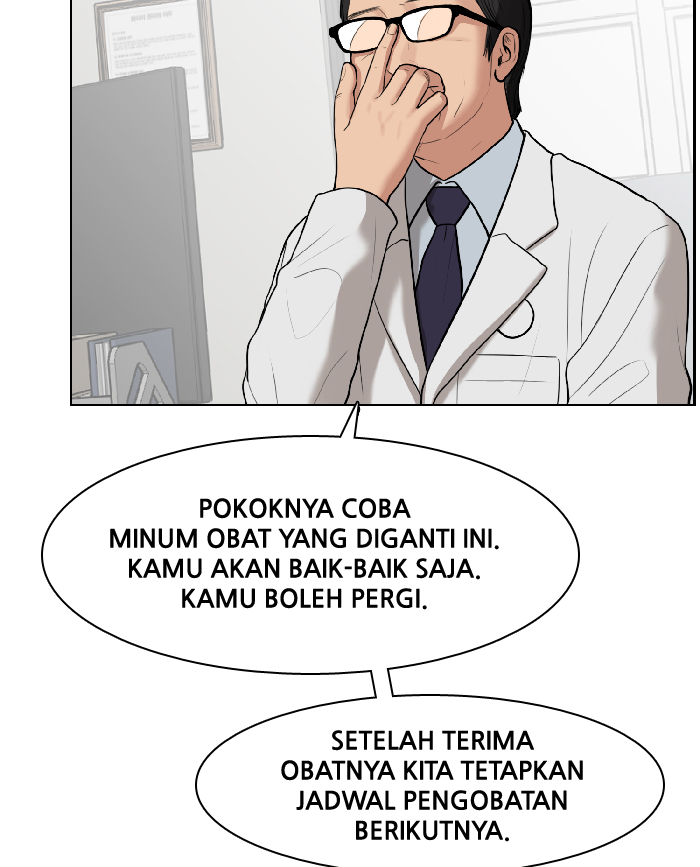 POKOKNYA COBA
MINUM OBAT YANG DIGANTI INI.
KAMU AKAN BAIK-BAIK SAJA.
KAMU BOLEH PERGI.
SETELAH TERIMA
OBATNYA KITA TETAPKAN
JADWAL PENGOBATAN
BERIKUTNYA.